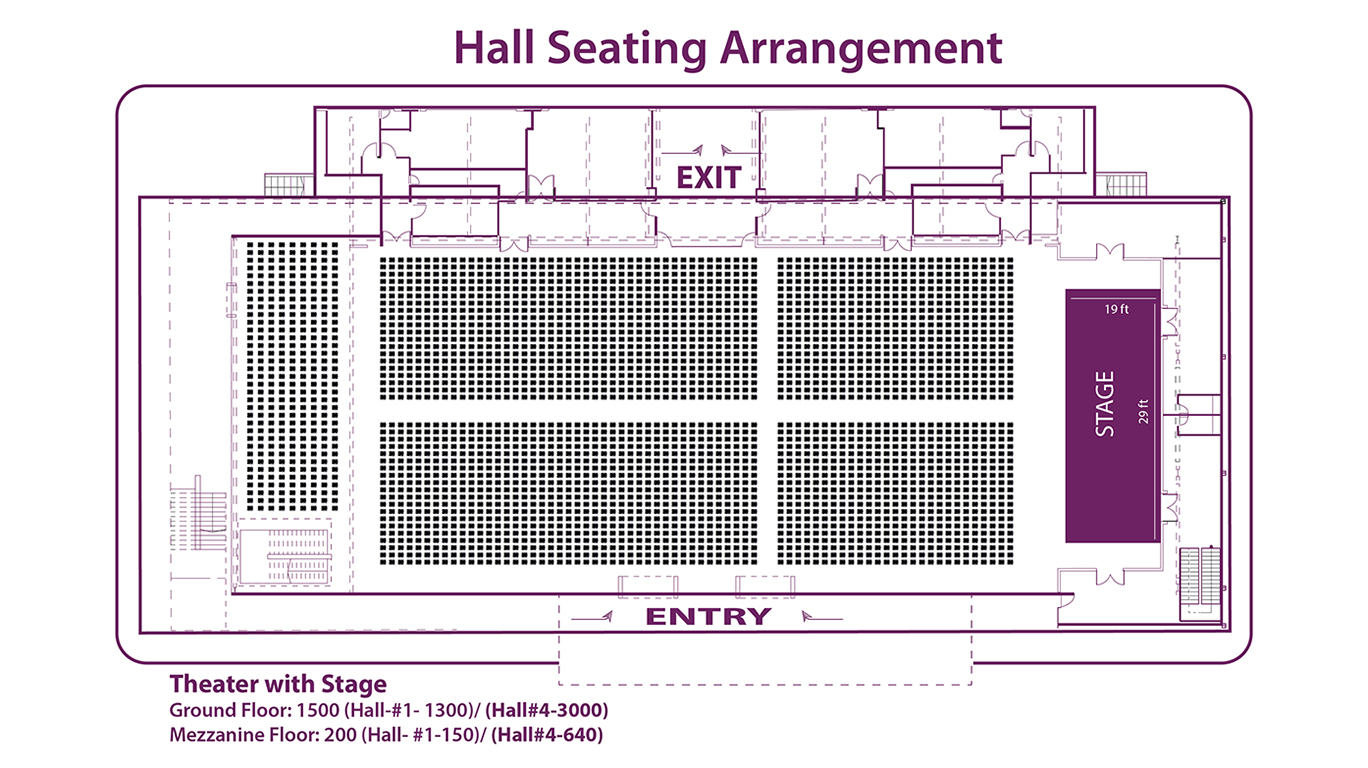 Hall Seating Arrangement
EXIT
19 ft
STAGE
29 ft
ENTRY
Theater with Stage
Ground Floor: 1500 (Hall-#1- 1300)/ (Hall#4-3000)
Mezzanine Floor: 200 (Hall- #1-150)/ (Hall#4-640)